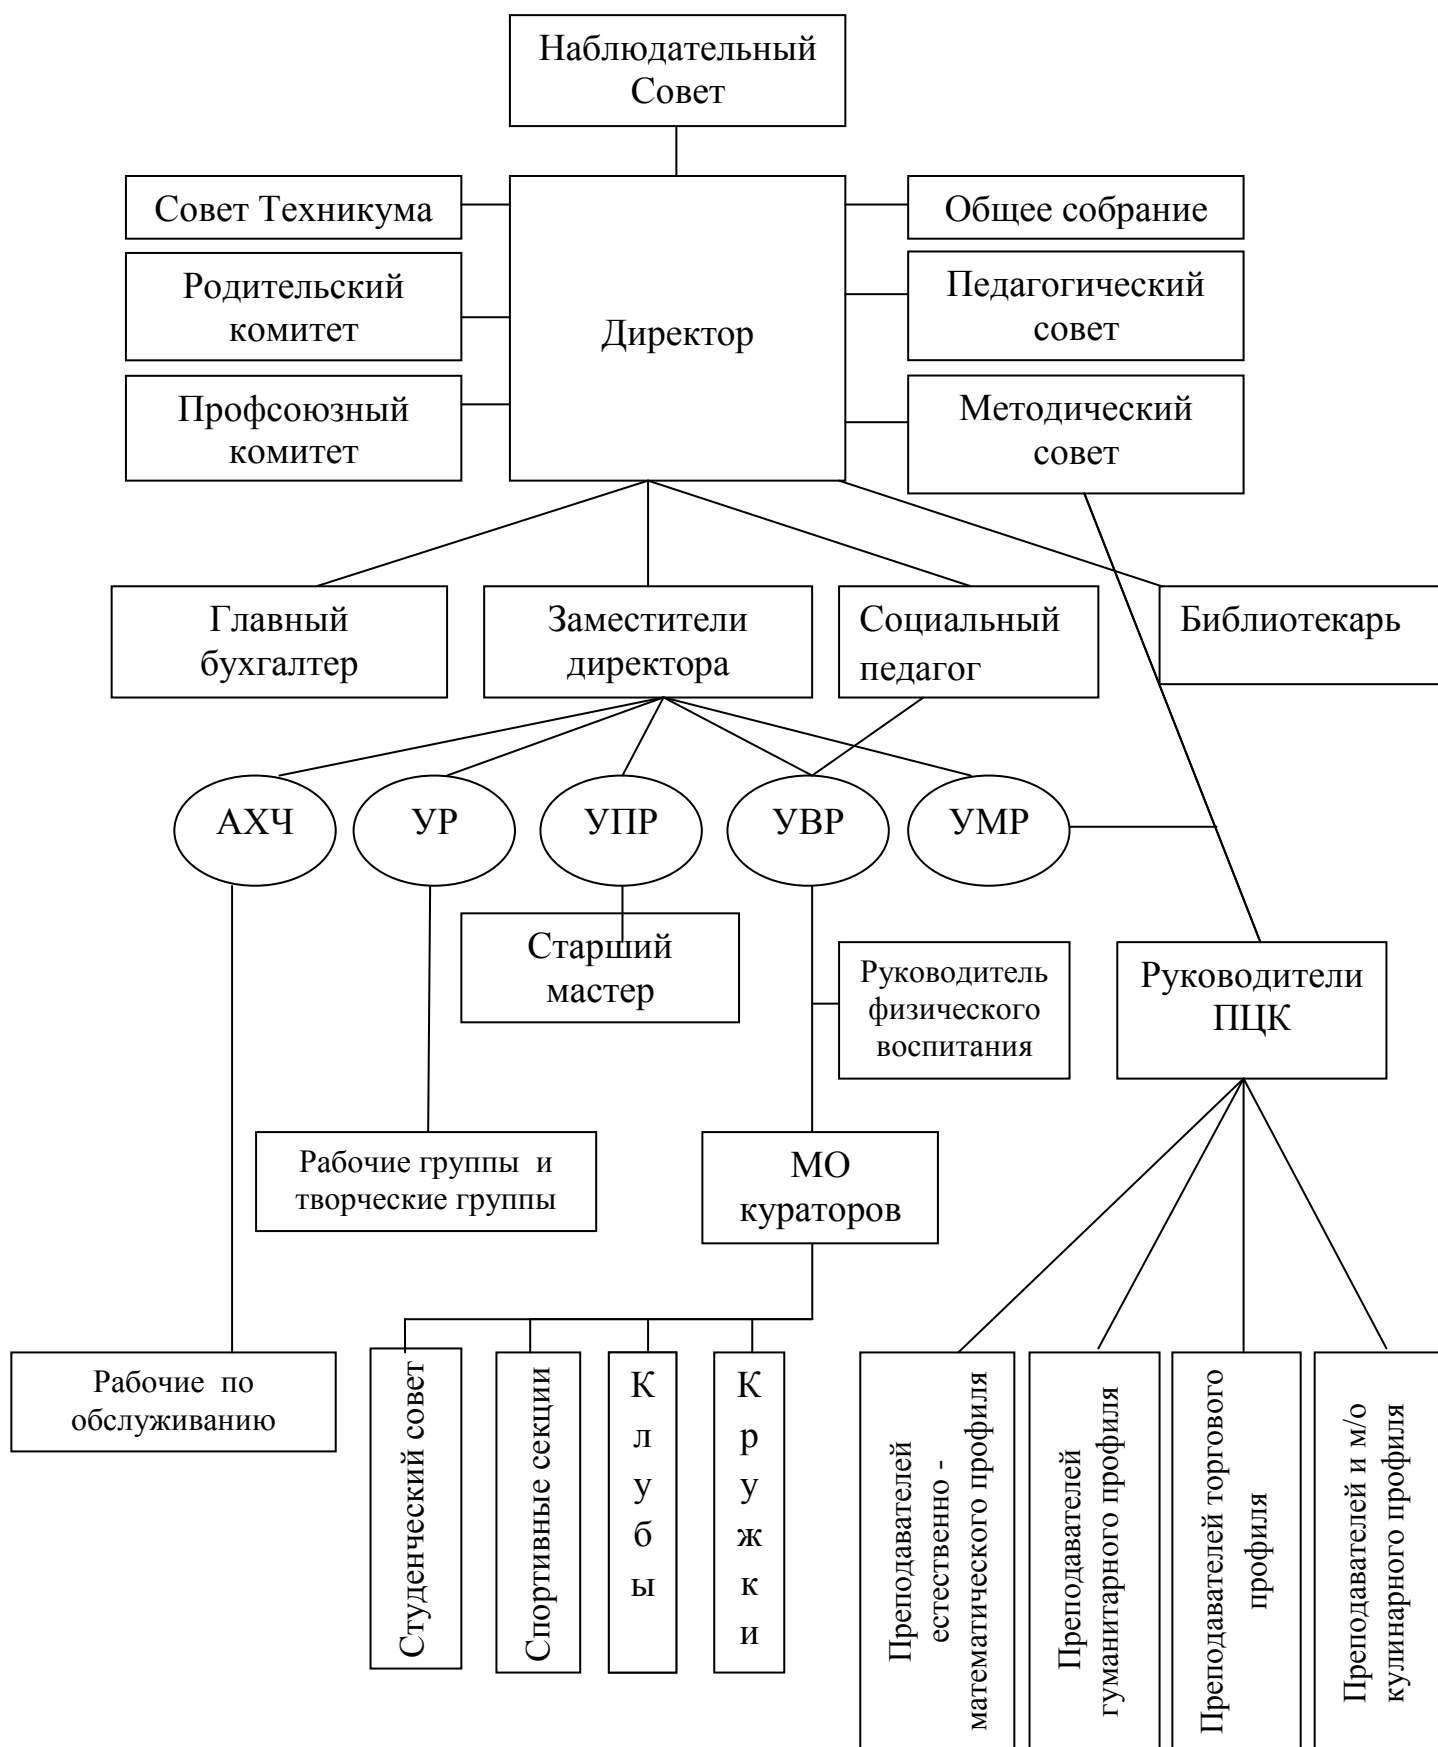 Наблюдательный
Совет
Совет Техникума
Общее собрание
Родительский
комитет
Директор
Педагогический
совет
Профсоюзный
комитет
Методический
совет
Главный
бухгалтер
Заместители
директора
Социальный
педагог
Библиотекарь
АХЧ
УР
УПР
УВР
УМР
Старший
мастер
Руководитель
физического
воспитания
Руководители
ПЦК
Рабочие группы и
творческие группы
МО
кураторов
Рабочие по
обслуживанию
Студенческий совет
Спортивные секции
Клубы
Кружки
Преподавателей
естественно -
математического профиля
Преподавателей
гуманитарного профиля
Преподавателей торгового
профиля
Преподавателей и м/о
кулинарного профиля